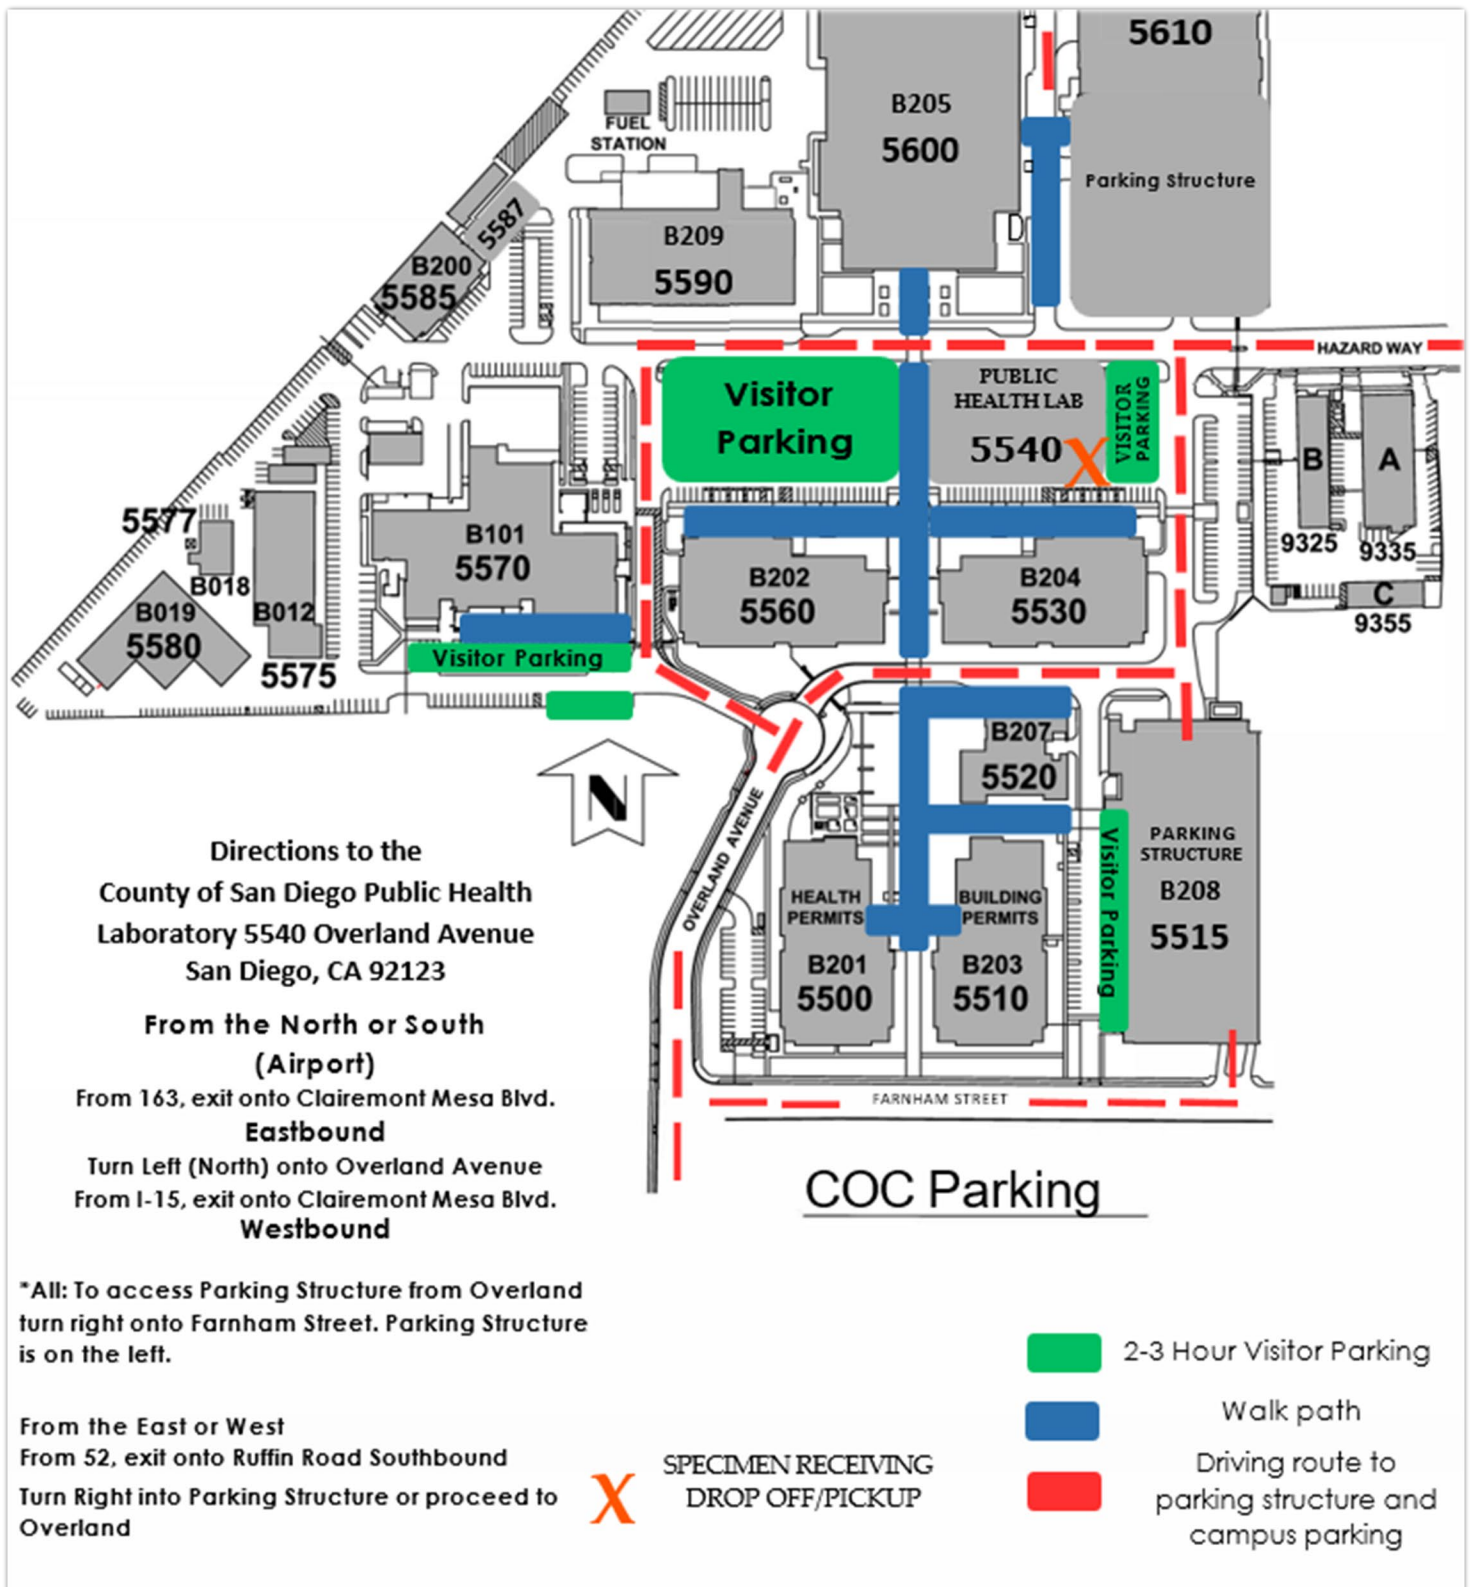 5610
B205
5600
FUEL
STATION
Parking Structure
5587
B209
5590
B200
5585
HAZARD WAY
Visitor
Parking
PUBLIC
HEALTH LAB
5540
X
VISITOR
PARKING
B
A
9325
9335
C
9355
5577
B018
B019
5580
B012
5575
B101
5570
Visitor Parking
B202
5560
B204
5530
N
B207
5520
OVERLAND AVENUE
HEALTH
PERMITS
B201
5500
BUILDING
PERMITS
B203
5510
Visitor Parking
PARKING
STRUCTURE
B208
5515
FARNHAM STREET
COC Parking
Directions to the
County of San Diego Public Health
Laboratory 5540 Overland Avenue
San Diego, CA 92123
From the North or South
(Airport)
From 163, exit onto Clairemont Mesa Blvd.
Eastbound
Turn Left (North) onto Overland Avenue
From I-15, exit onto Clairemont Mesa Blvd.
Westbound
*All: To access Parking Structure from Overland
turn right onto Farnham Street. Parking Structure
is on the left.
From the East or West
From 52, exit onto Ruffin Road Southbound
Turn Right into Parking Structure or proceed to
Overland
X
SPECIMEN RECEIVING
DROP OFF/PICKUP
2-3 Hour Visitor Parking
Walk path
Driving route to
parking structure and
campus parking